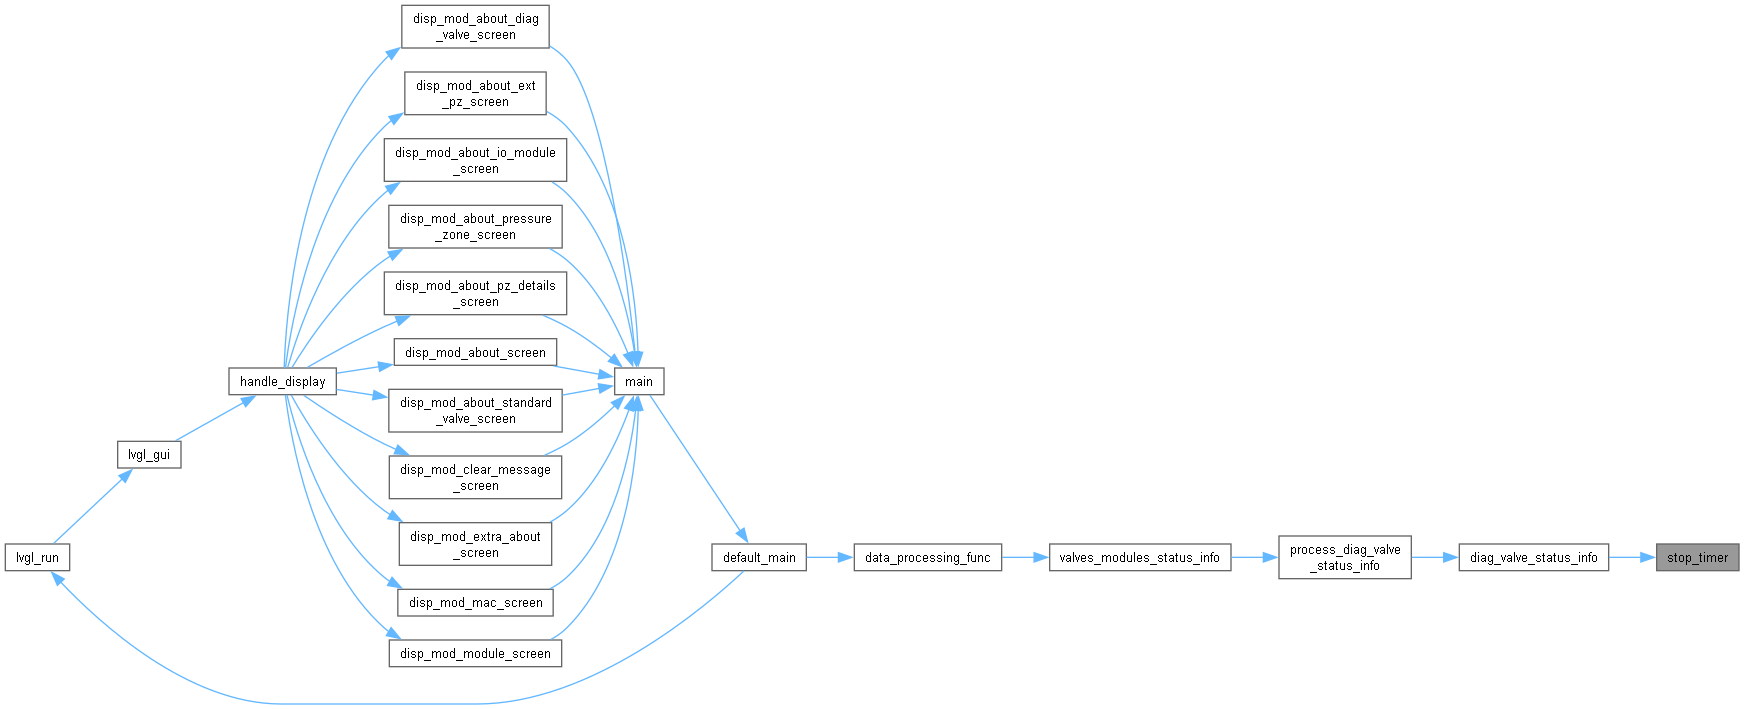 disp_mod_about_diag
_valve_screen
disp_mod_about_ext
_pz_screen
disp_mod_about_io_module
_screen
disp_mod_about_pressure
_zone_screen
disp_mod_about_pz_details
_screen
disp_mod_about_screen
handle_display
main
disp_mod_about_standard
_valve_screen
lvgl_gui
disp_mod_clear_message
_screen
disp_mod_extra_about
_screen
lvgl_run
default_main
data_processing_func
valves_modules_status_info
process_diag_valve
_status_info
diag_valve_status_info
stop_timer
disp_mod_mac_screen
disp_mod_module_screen